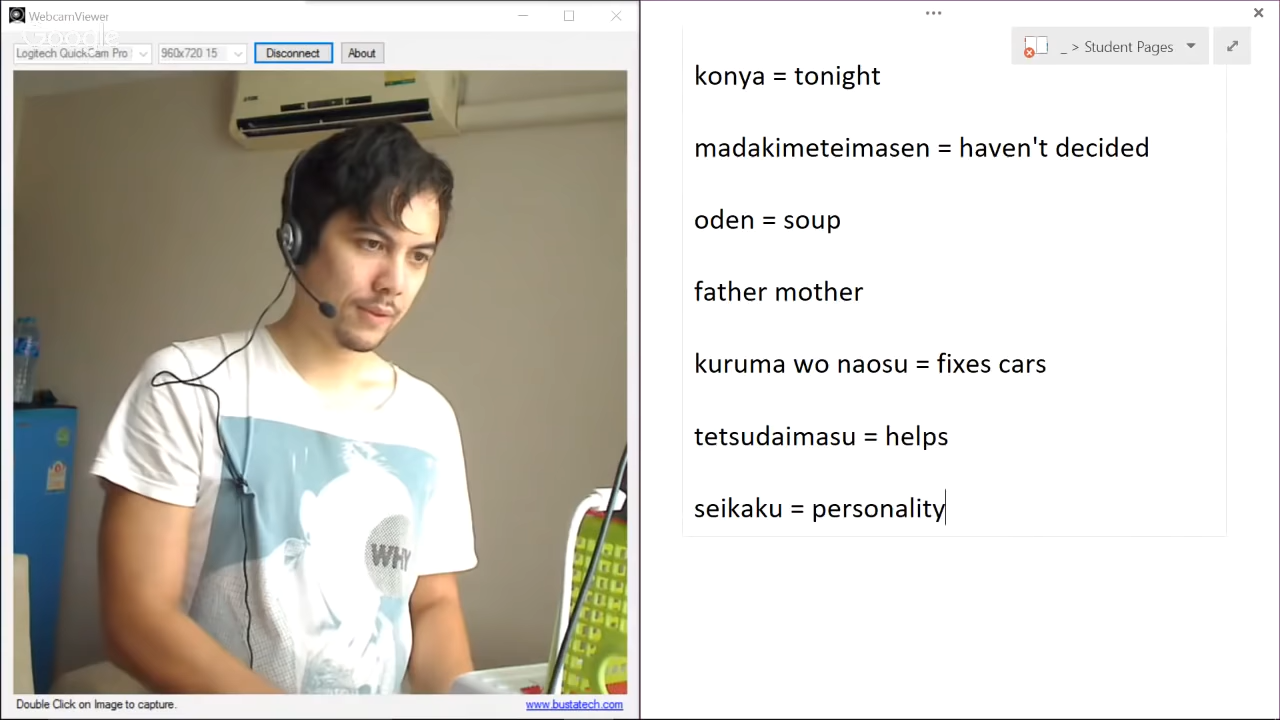 WebcamViewer
Google
Logitech QuickCam Pro
960x720 15
Disconnect
About
WHY
Double Click on Image to capture.
www.bustatech.com
_ > Student Pages
konya = tonight
madakimeteimasen = haven't decided
oden = soup
father mother
kuruma wo naosu = fixes cars
tetsudaimasu = helps
seikaku = personality